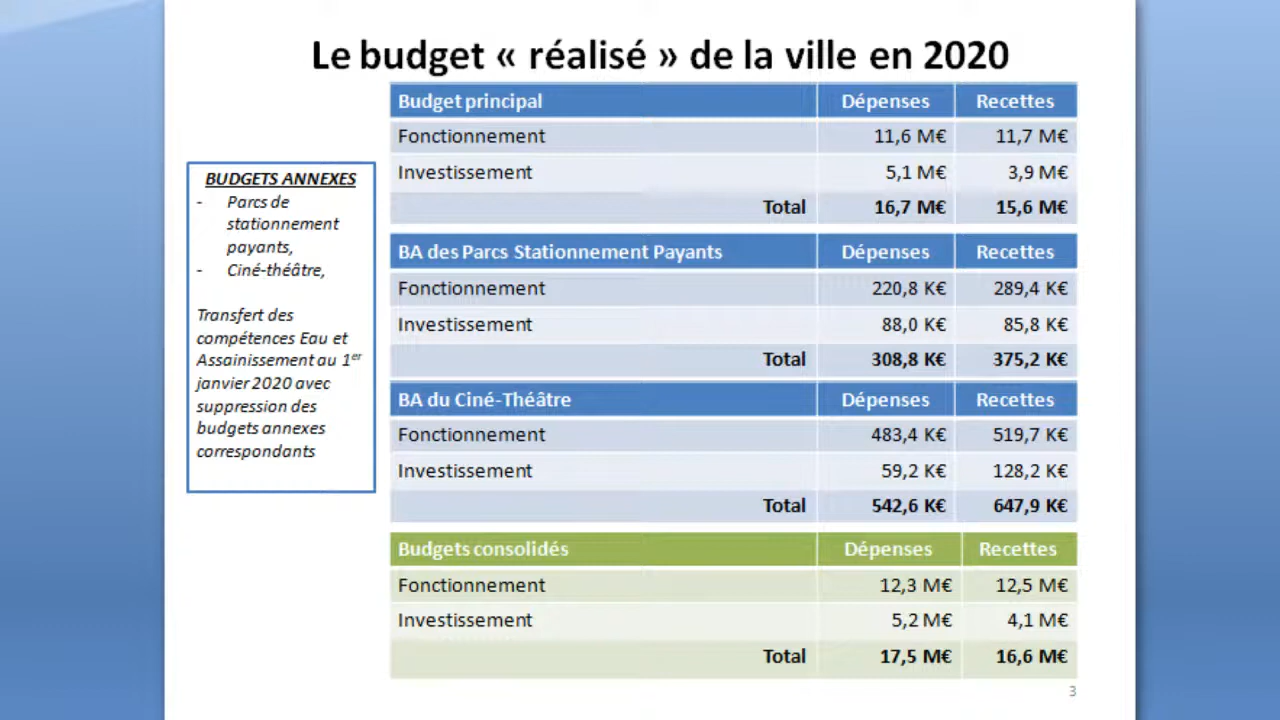 Le budget « réalisé » de la ville en 2020
BUDGETS ANNEXES
- Parcs de
stationnement
payants,
- Ciné-théâtre,
Transfert des
compétences Eau et
Assainissement au 1er
janvier 2020 avec
suppression des
budgets annexes
correspondants
Budget principal Dépenses Recettes
Fonctionnement 11,6 M€ 11,7 M€
Investissement 5,1 M€ 3,9 M€
Total 16,7 M€ 15,6 M€
BA des Parcs Stationnement Payants Dépenses Recettes
Fonctionnement 220,8 K€ 289,4 K€
Investissement 88,0 K€ 85,8 K€
Total 308,8 K€ 375,2 K€
BA du Ciné-Théâtre Dépenses Recettes
Fonctionnement 483,4 K€ 519,7 K€
Investissement 59,2 K€ 128,2 K€
Total 542,6 K€ 647,9 K€
Budgets consolidés Dépenses Recettes
Fonctionnement 12,3 M€ 12,5 M€
Investissement 5,2 M€ 4,1 M€
Total 17,5 M€ 16,6 M€
3